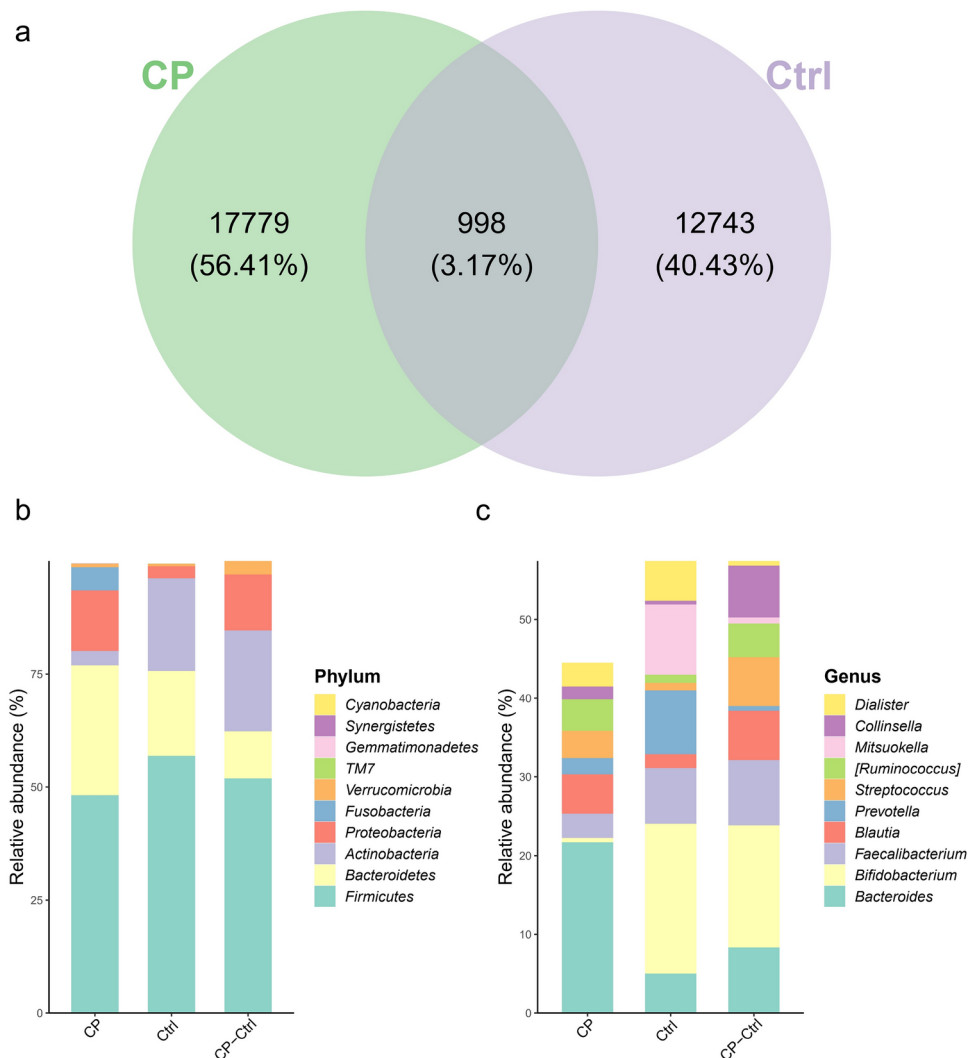 a
CP
Ctrl
17779
(56.41%)
998
(3.17%)
12743
(40.43%)
b
Relative abundance (%)
75
50
25
0
CP
Ctrl
CP-Ctrl
Phylum
Cyanobacteria
Synergistetes
Gemmatimonadetes
TM7
Verrucomicrobia
Fusobacteria
Proteobacteria
Actinobacteria
Bacteroidetes
Firmicutes
c
Relative abundance (%)
50
40
30
20
10
0
CP
Ctrl
CP-Ctrl
Genus
Dialister
Collinsella
Mitsuokella
[Ruminococcus]
Streptococcus
Prevotella
Blautia
Faecalibacterium
Bifidobacterium
Bacteroides